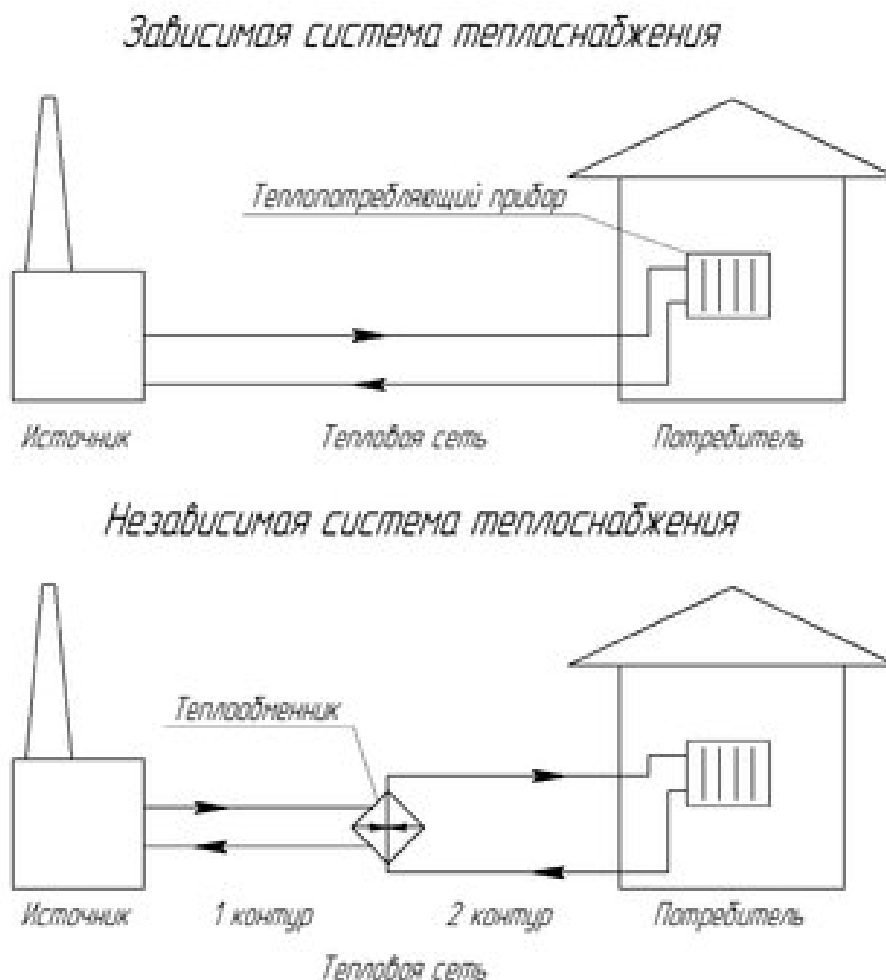 Зависимая система теплоснабжения
Теплопотребляющий прибор
Источник
Тепловая сеть
Потребитель
Независимая система теплоснабжения
Теплообменник
Источник
1 контур
2 контур
Потребитель
Тепловая сеть